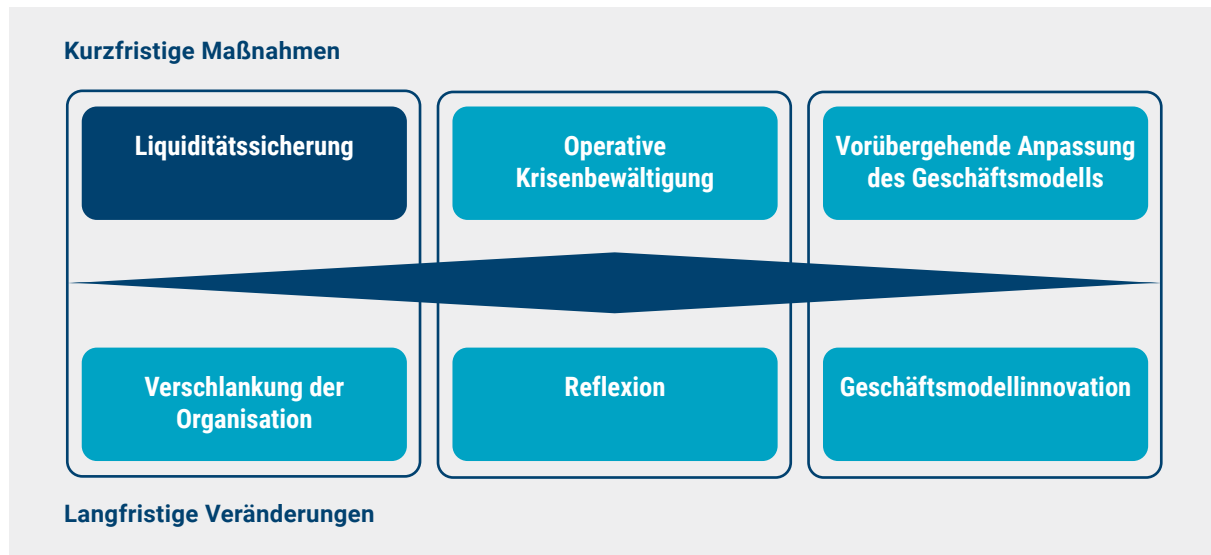 Kurzfristige Maßnahmen
Liquiditätssicherung
Operative
Krisenbewältigung
Vorübergehende Anpassung
des Geschäftsmodells
Verschlankung der
Organisation
Reflexion
Geschäftsmodellinnovation
Langfristige Veränderungen